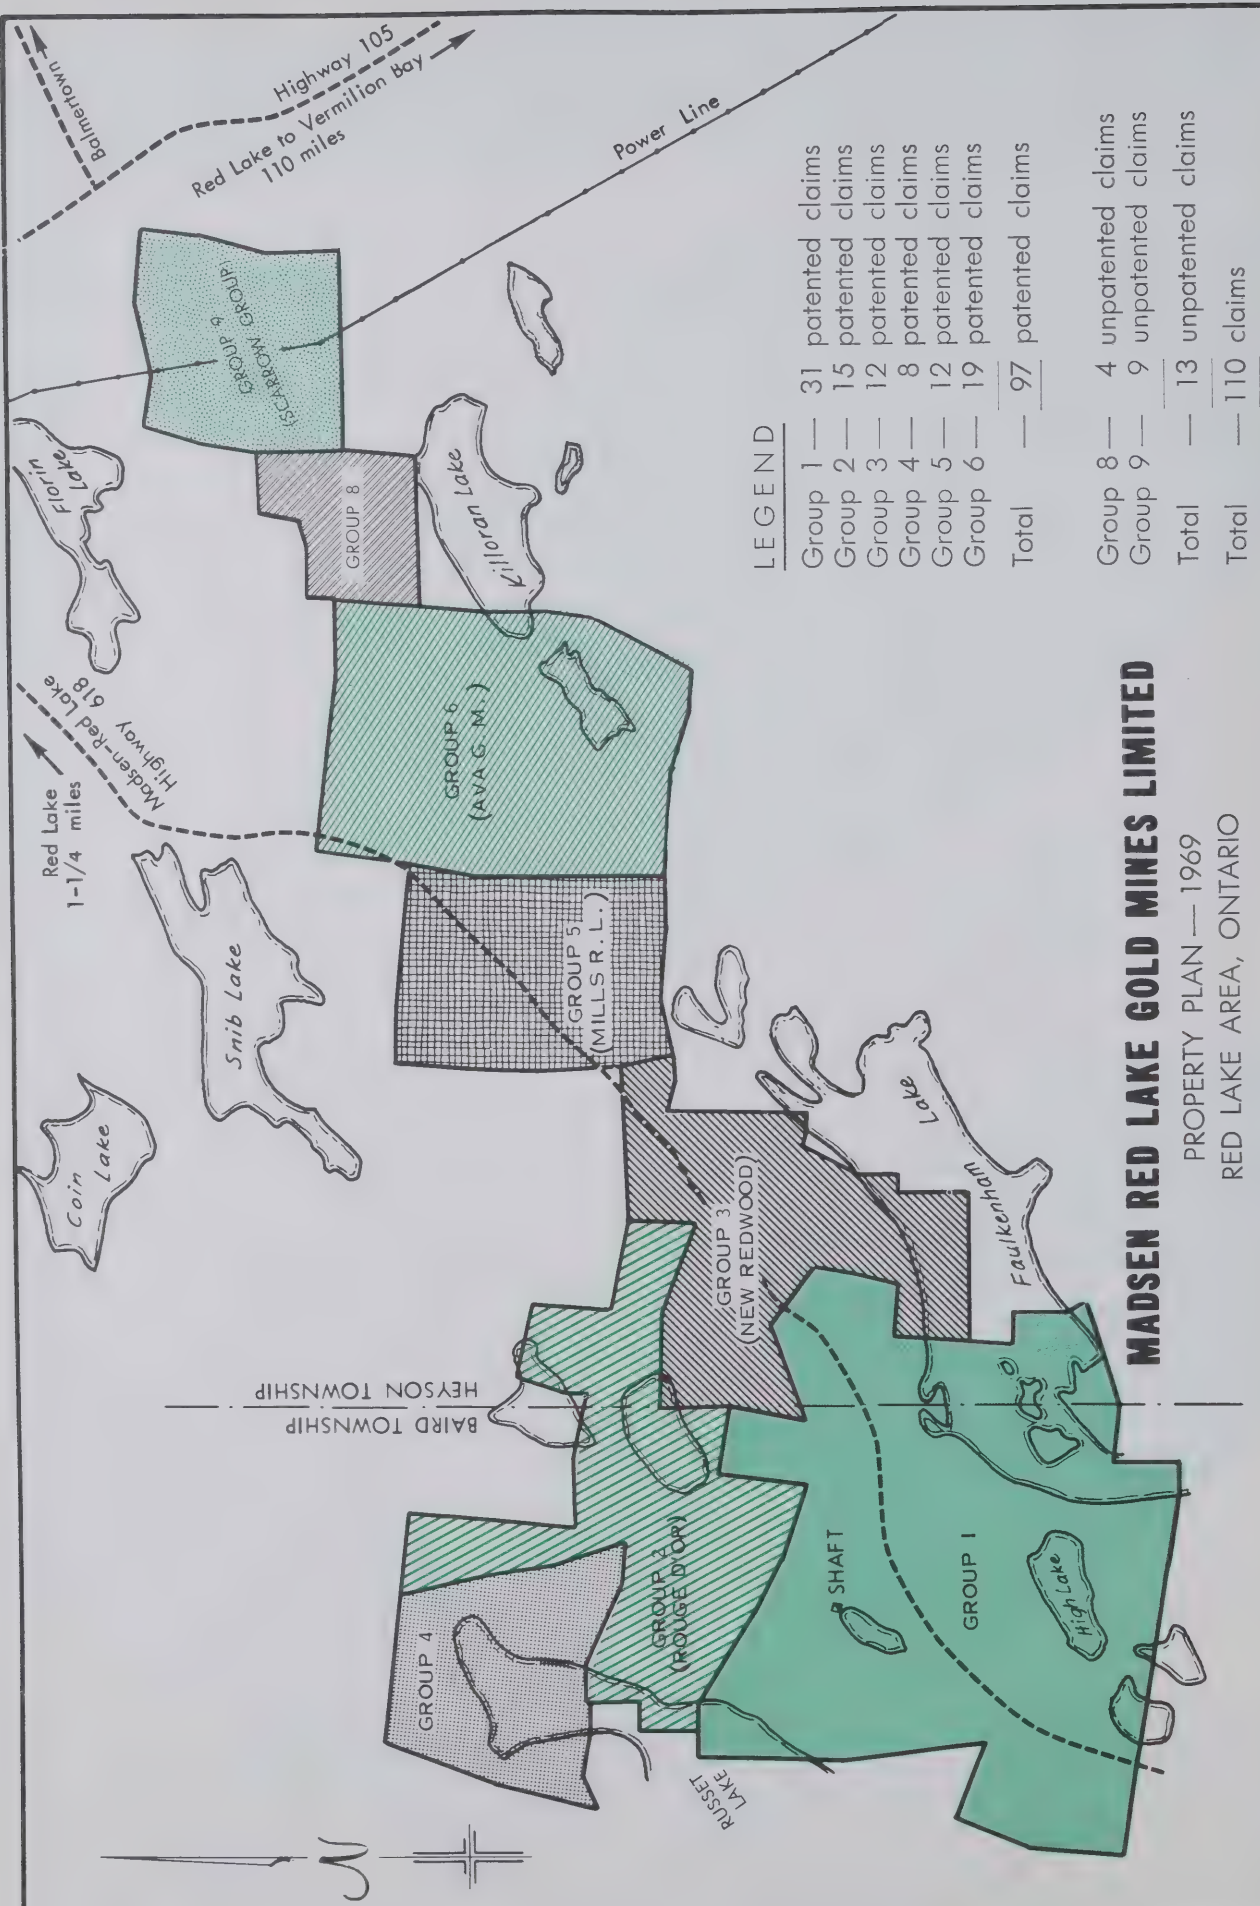 Balmertown
Highway 105
Red Lake to Vermilion Bay
110 miles
Power Line
GROUP 9
(SCARROW GROUP)
Florin
Lake
GROUP 8
Killoran Lake
Red Lake
1-1/4 miles
Madsen-Red Lake
Highway 618
GROUP 6
(AVA G. M.)
Snib Lake
GROUP 5
(MILLS R. L.)
Coin
Lake
HEYSON TOWNSHIP
BAIRD TOWNSHIP
GROUP 3
(NEW REDWOOD)
Faulkenham Lake
GROUP 4
GROUP 2
(ROUGE D'OR)
SHAFT
GROUP 1
High Lake
RUSSET
LAKE
N
LEGEND
Group 1 — 31 patented claims
Group 2 — 15 patented claims
Group 3 — 12 patented claims
Group 4 — 8 patented claims
Group 5 — 12 patented claims
Group 6 — 19 patented claims
Total — 97 patented claims
Group 8 — 4 unpatented claims
Group 9 — 9 unpatented claims
Total — 13 unpatented claims
Total — 110 claims
MADSEN RED LAKE GOLD MINES LIMITED
PROPERTY PLAN — 1969
RED LAKE AREA, ONTARIO